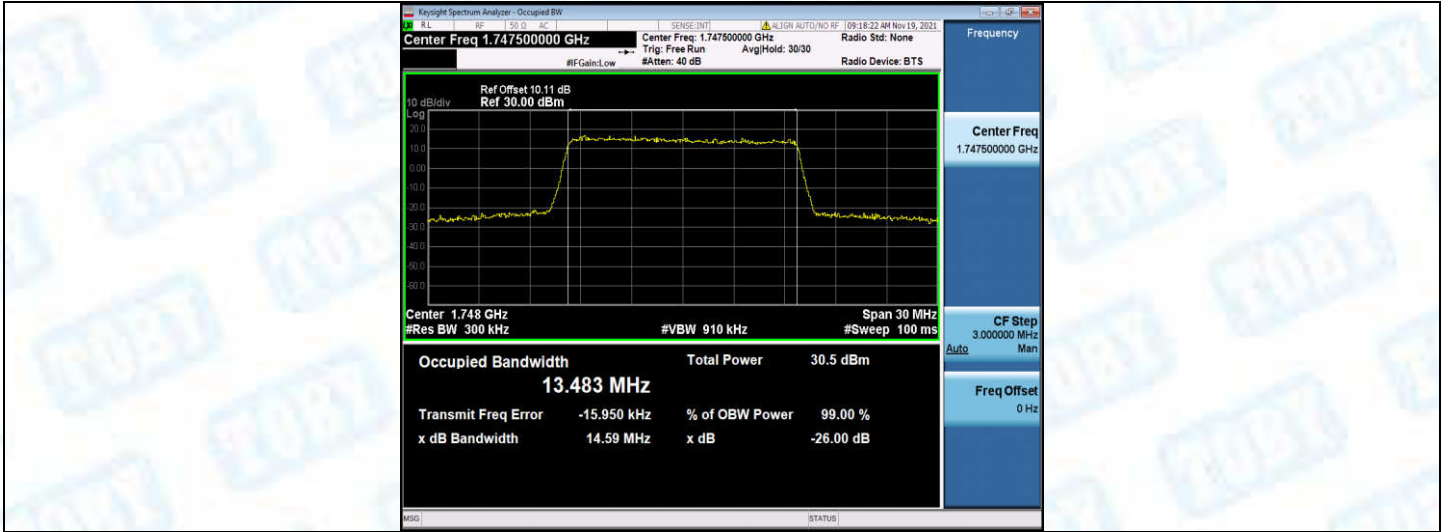 Keysight Spectrum Analyzer - Occupied BW
RL RF 50 Ω AC SENSE:INT ALIGN AUTO/NO RF 09:18:22 AM Nov 19, 2021
Center Freq 1.747500000 GHz
Center Freq: 1.747500000 GHz Radio Std: None
Trig: Free Run Avg|Hold: 30/30
#IFGain:Low #Atten: 40 dB Radio Device: BTS
Ref Offset 10.11 dB
10 dB/div Ref 30.00 dBm
Log
20.0
10.0
0.00
-10.0
-20.0
-30.0
-40.0
-50.0
-60.0
Center 1.748 GHz Span 30 MHz
#Res BW 300 kHz #VBW 910 kHz #Sweep 100 ms
Occupied Bandwidth Total Power 30.5 dBm
13.483 MHz
Transmit Freq Error -15.950 kHz % of OBW Power 99.00 %
x dB Bandwidth 14.59 MHz x dB -26.00 dB
MSG STATUS
Frequency
Center Freq
1.747500000 GHz
CF Step
3.000000 MHz
Auto Man
Freq Offset
0 Hz
TOBY